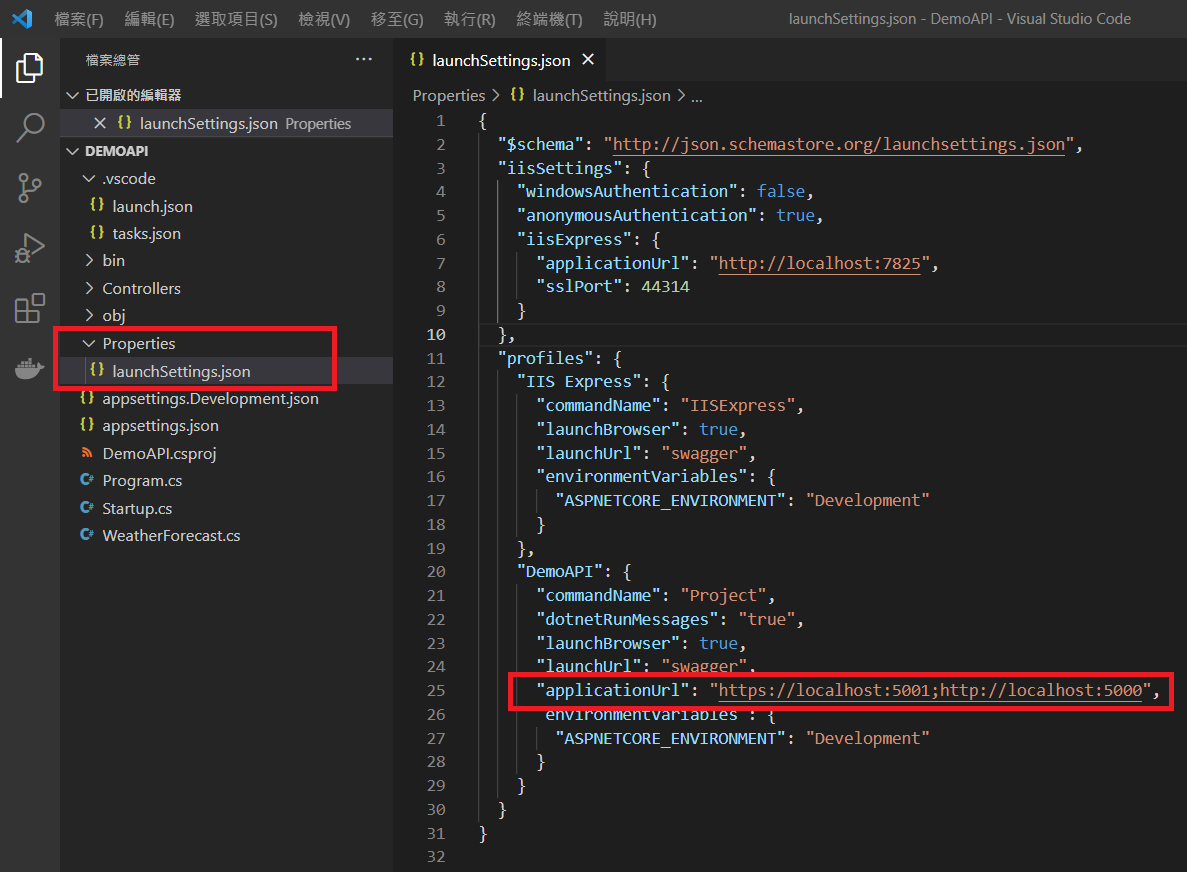 檔案(F) 編輯(E) 選取項目(S) 檢視(V) 移至(G) 執行(R) 終端機(T) 說明(H) launchSettings.json - DemoAPI - Visual Studio Code
檔案總管 ...
已開啟的編輯器
launchSettings.json Properties
DEMOAPI
.vscode
{} launch.json
{} tasks.json
bin
Controllers
obj
Properties
{} launchSettings.json
{} appsettings.Development.json
{} appsettings.json
DemoAPI.csproj
C# Program.cs
C# Startup.cs
C# WeatherForecast.cs
{} launchSettings.json
Properties > {} launchSettings.json > ...
1 {
2 "$schema": "http://json.schemastore.org/launchsettings.json",
3 "iisSettings": {
4 "windowsAuthentication": false,
5 "anonymousAuthentication": true,
6 "iisExpress": {
7 "applicationUrl": "http://localhost:7825",
8 "sslPort": 44314
9 }
10 },
11 "profiles": {
12 "IIS Express": {
13 "commandName": "IISExpress",
14 "launchBrowser": true,
15 "launchUrl": "swagger",
16 "environmentVariables": {
17 "ASPNETCORE_ENVIRONMENT": "Development"
18 }
19 },
20 "DemoAPI": {
21 "commandName": "Project",
22 "dotnetRunMessages": "true",
23 "launchBrowser": true,
24 "launchUrl": "swagger",
25 "applicationUrl": "https://localhost:5001;http://localhost:5000",
26 "environmentVariables": {
27 "ASPNETCORE_ENVIRONMENT": "Development"
28 }
29 }
30 }
31 }
32